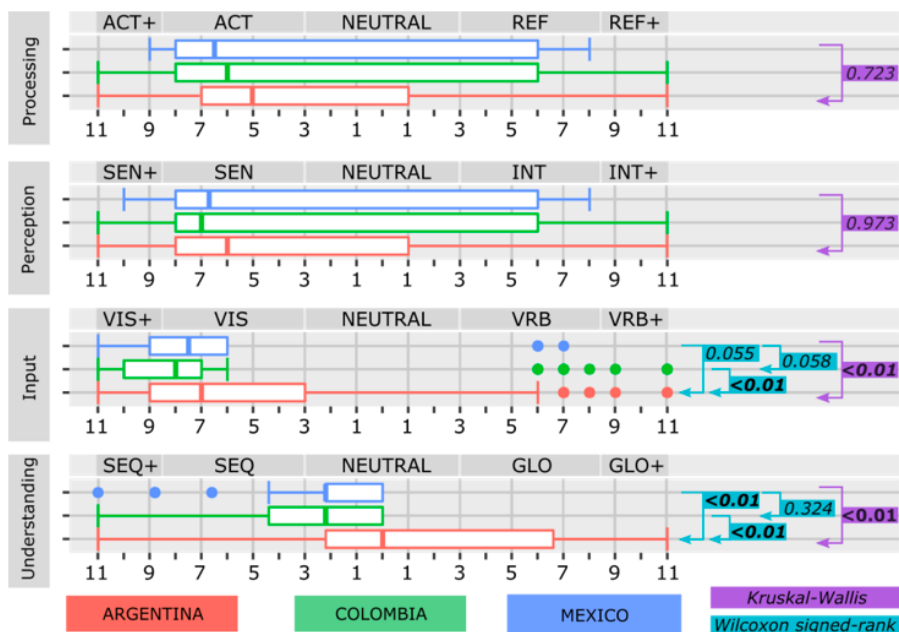 ACT+ ACT NEUTRAL REF REF+
Processing
0.723
11 9 7 5 3 1 1 3 5 7 9 11
SEN+ SEN NEUTRAL INT INT+
Perception
0.973
11 9 7 5 3 1 1 3 5 7 9 11
VIS+ VIS NEUTRAL VRB VRB+
Input
0.055
0.058
<0.01
<0.01
11 9 7 5 3 1 1 3 5 7 9 11
SEQ+ SEQ NEUTRAL GLO GLO+
Understanding
<0.01
0.324
<0.01
<0.01
11 9 7 5 3 1 1 3 5 7 9 11
ARGENTINA COLOMBIA MEXICO
Kruskal-Wallis
Wilcoxon signed-rank